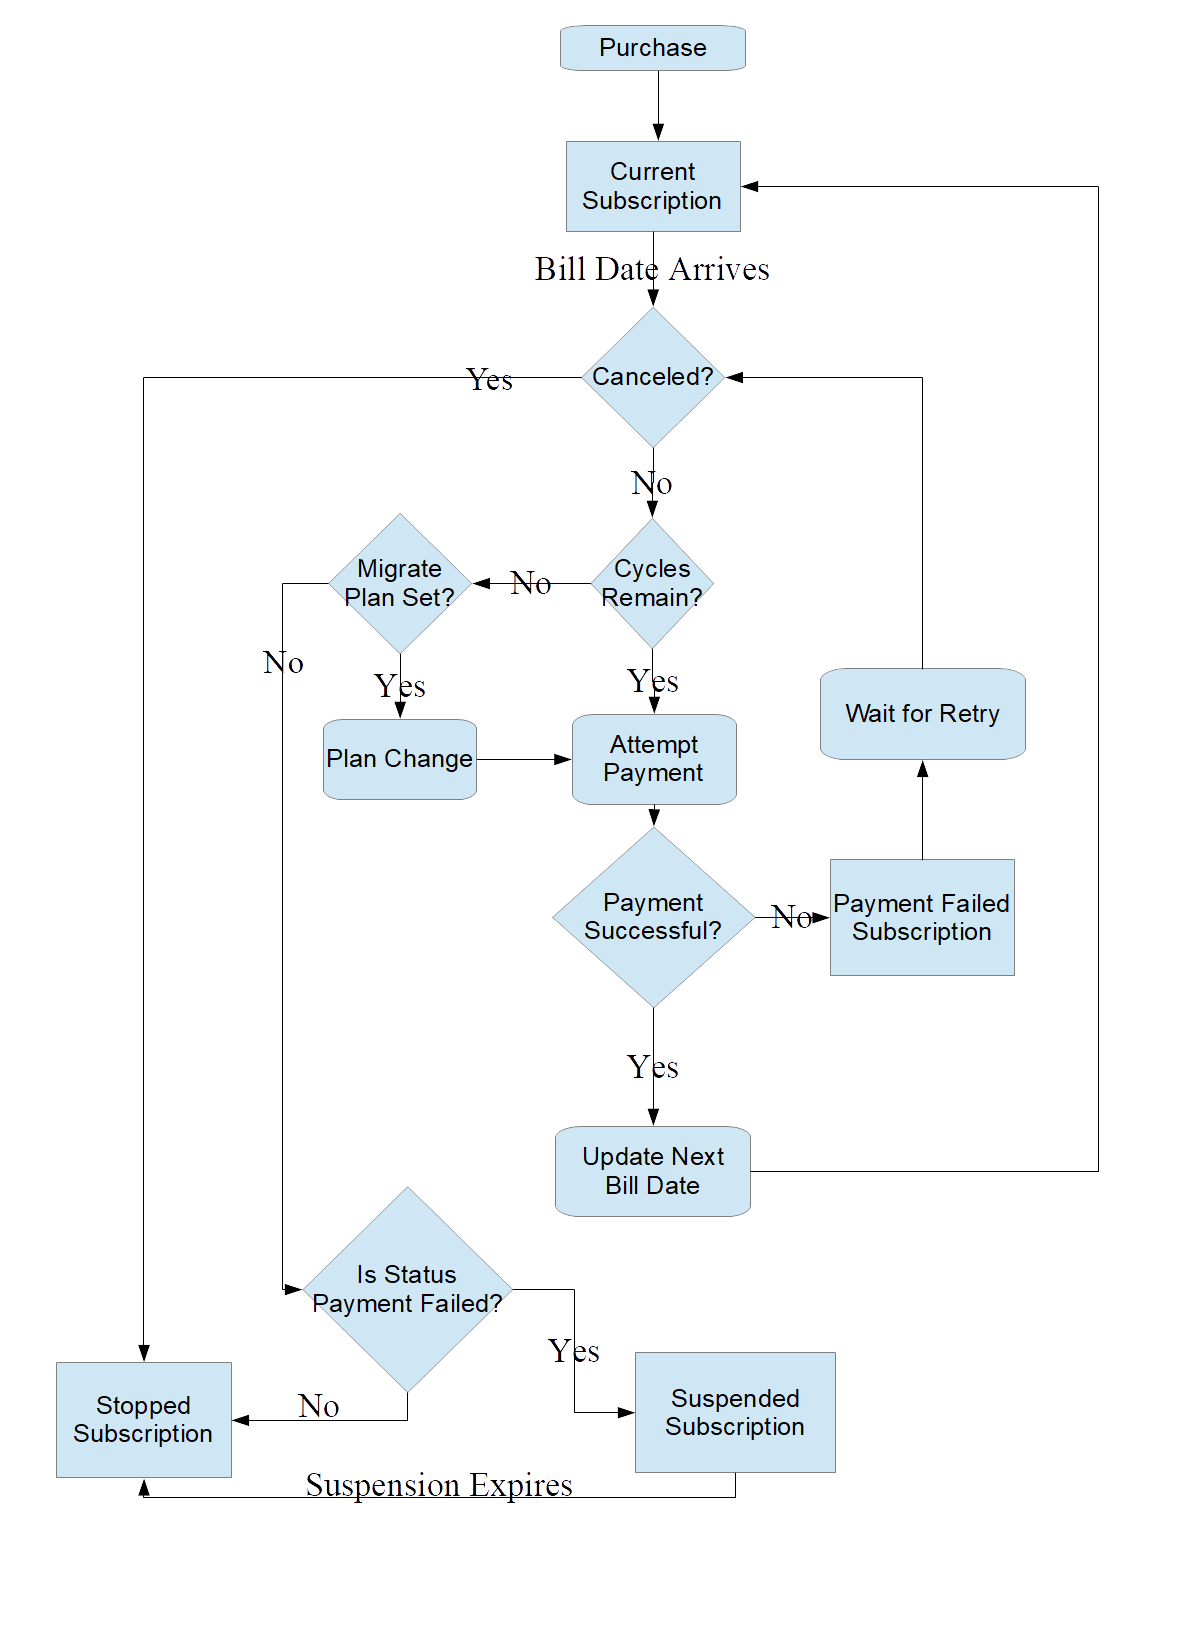 Purchase
Current
Subscription
Bill Date Arrives
Yes
Canceled?
No
Migrate
Plan Set?
No
Cycles
Remain?
No
Yes
Yes
Wait for Retry
Plan Change
Attempt
Payment
Payment
Successful?
No
Payment Failed
Subscription
Yes
Update Next
Bill Date
Is Status
Payment Failed?
Yes
Stopped
Subscription
No
Suspended
Subscription
Suspension Expires